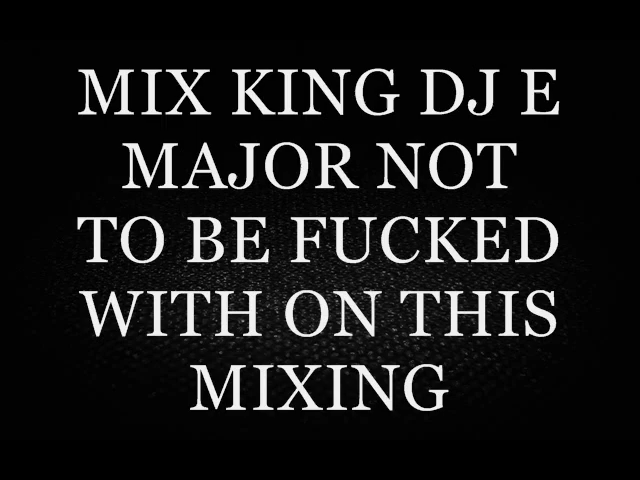 MIX KING DJ E
MAJOR NOT
TO BE FUCKED
WITH ON THIS
MIXING